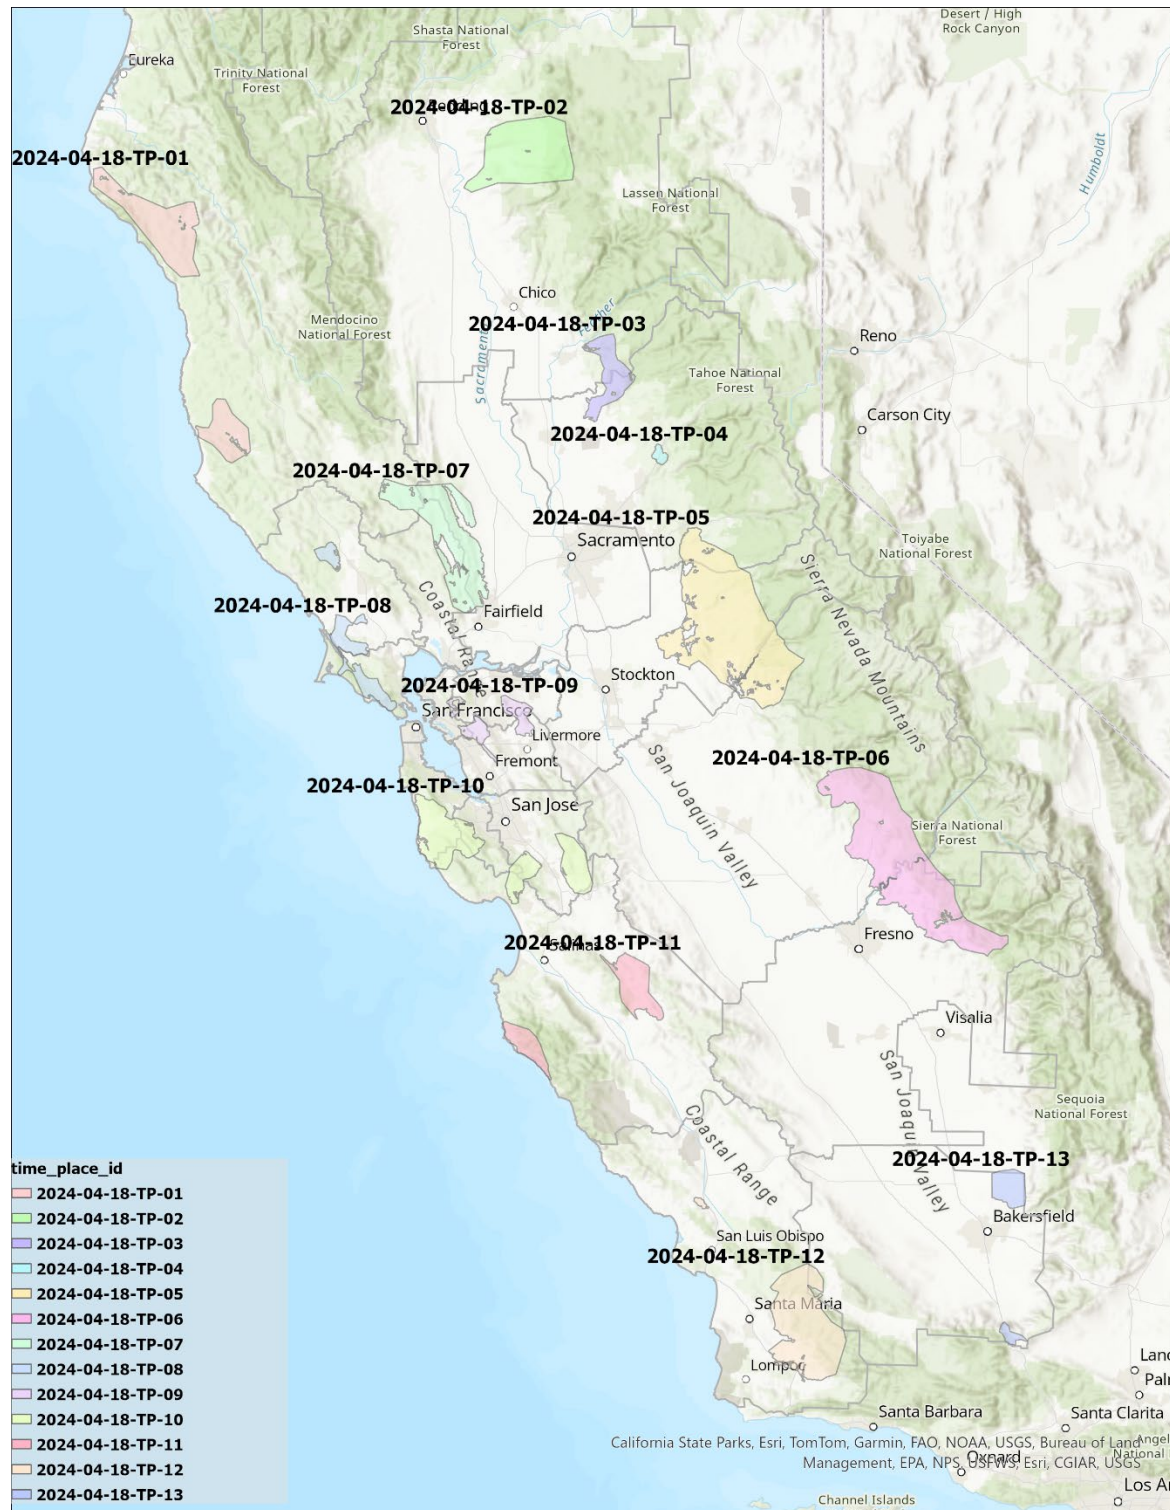 Desert / High
Rock Canyon
Shasta National
Forest
Eureka
Trinity National
Forest
2024-04-18-TP-02
Humboldt
2024-04-18-TP-01
Lassen National
Forest
Chico
Mendocino
National Forest
2024-04-18-TP-03
Reno
Tahoe National
Forest
Carson City
2024-04-18-TP-04
2024-04-18-TP-07
2024-04-18-TP-05
Sacramento
Toiyabe
National Forest
Sierra Nevada Mountains
2024-04-18-TP-08
Fairfield
Stockton
2024-04-18-TP-09
San Francisco
Livermore
Fremont
San Joaquin Valley
2024-04-18-TP-06
2024-04-18-TP-10
San Jose
Sierra National
Forest
Fresno
2024-04-18-TP-11
Visalia
San Joaquin Valley
Sequoia
National Forest
Coastal Range
2024-04-18-TP-13
Bakersfield
San Luis Obispo
2024-04-18-TP-12
Santa Maria
Lompoc
Santa Barbara
Santa Clarita
California State Parks, Esri, TomTom, Garmin, FAO, NOAA, USGS, Bureau of Land
Management, EPA, NPS, USFWS, Esri, CGIAR, USGS
Oxnard
Channel Islands
time_place_id
2024-04-18-TP-01
2024-04-18-TP-02
2024-04-18-TP-03
2024-04-18-TP-04
2024-04-18-TP-05
2024-04-18-TP-06
2024-04-18-TP-07
2024-04-18-TP-08
2024-04-18-TP-09
2024-04-18-TP-10
2024-04-18-TP-11
2024-04-18-TP-12
2024-04-18-TP-13